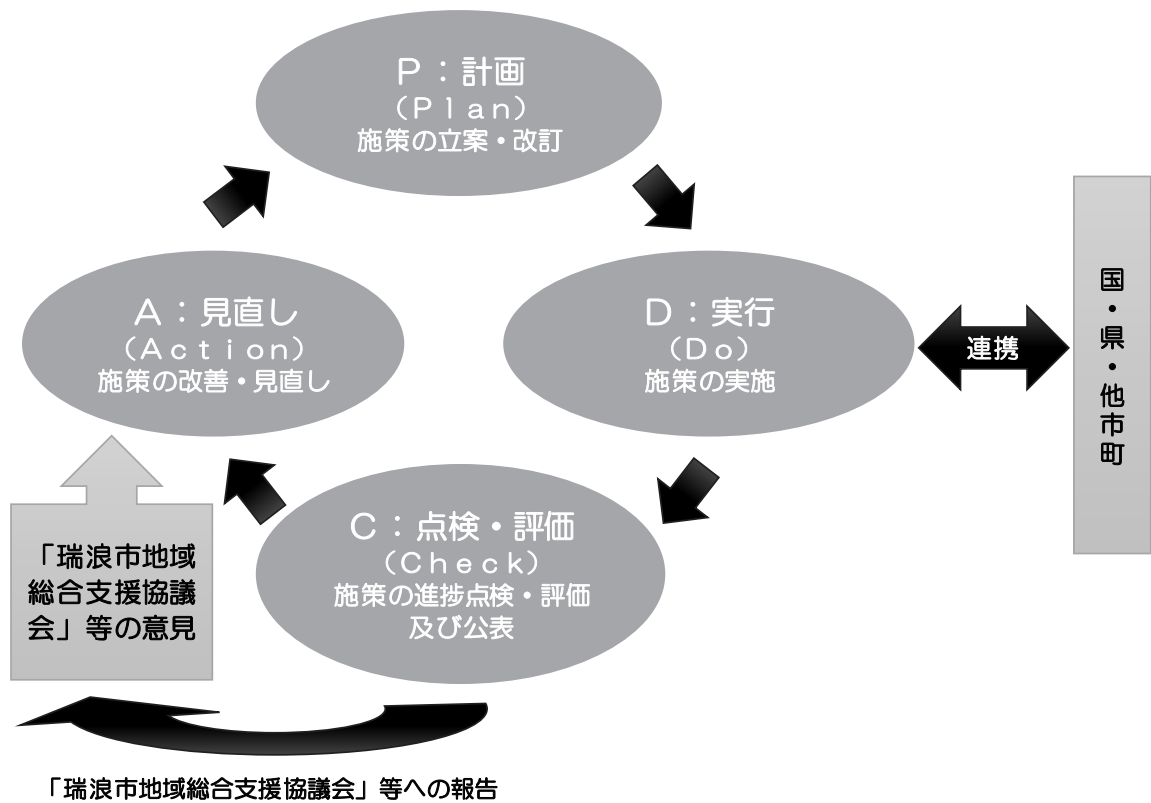 Ｐ：計画
（Ｐｌａｎ）
施策の立案・改訂
Ａ：見直し
（Ａｃｔｉｏｎ）
施策の改善・見直し
Ｄ：実行
（Ｄｏ）
施策の実施
連携
国・県・他市町
Ｃ：点検・評価
（Ｃｈｅｃｋ）
施策の進捗点検・評価
及び公表
「瑞浪市地域
総合支援協議
会」等の意見
「瑞浪市地域総合支援協議会」等への報告